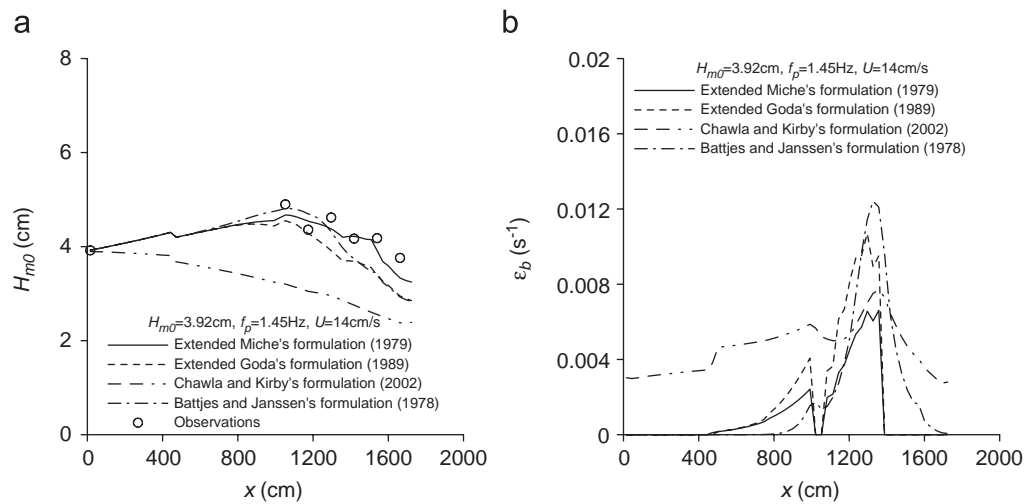 a
8
6
4
2
0
H_m0 (cm)
H_m0=3.92cm, f_p=1.45Hz, U=14cm/s
Extended Miche's formulation (1979)
Extended Goda's formulation (1989)
Chawla and Kirby's formulation (2002)
Battjes and Janssen's formulation (1978)
Observations
0 400 800 1200 1600 2000
x (cm)
b
0.02
0.016
0.012
0.008
0.004
0
ε_b (s⁻¹)
H_m0=3.92cm, f_p=1.45Hz, U=14cm/s
Extended Miche's formulation (1979)
Extended Goda's formulation (1989)
Chawla and Kirby's formulation (2002)
Battjes and Janssen's formulation (1978)
0 400 800 1200 1600 2000
x (cm)